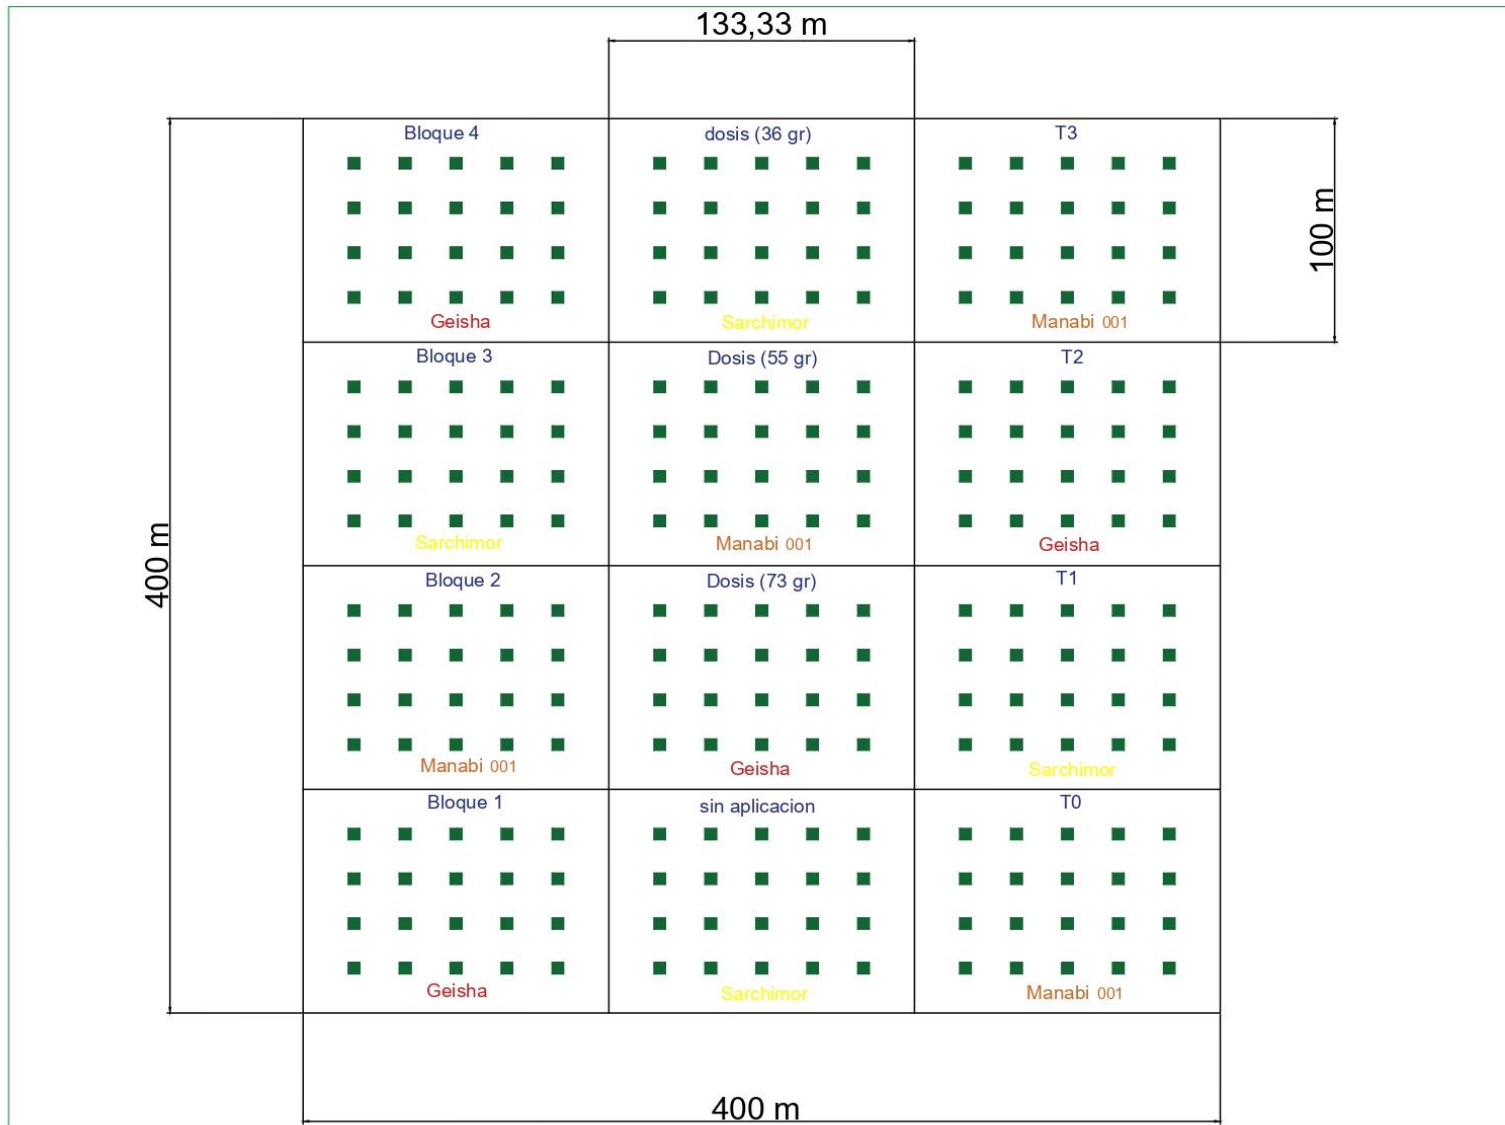 133,33 m
Bloque 4
dosis (36 gr)
T3
100 m
Geisha
Sarchimor
Manabi 001
Bloque 3
Dosis (55 gr)
T2
400 m
Sarchimor
Manabi 001
Geisha
Bloque 2
Dosis (73 gr)
T1
Manabi 001
Geisha
Sarchimor
Bloque 1
sin aplicacion
T0
Geisha
Sarchimor
Manabi 001
400 m